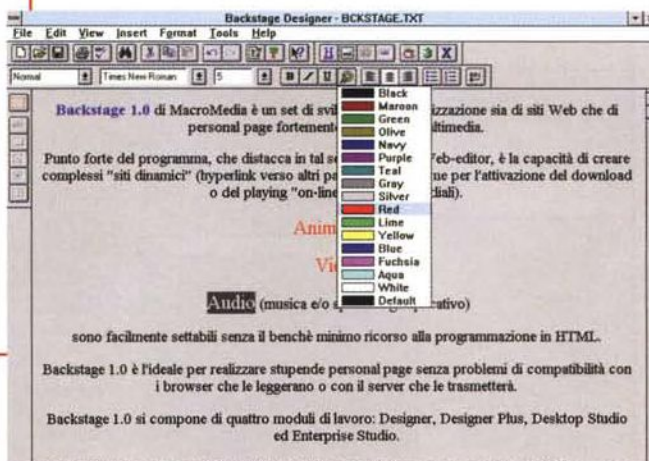 Backstage Designer - BCKSTAGE.TXT
File Edit View Insert Format Tools Help
Normal Times New Roman 5 B I U
Black
Maroon
Green
Olive
Navy
Purple
Teal
Gray
Silver
Red
Lime
Yellow
Blue
Fuchsia
Aqua
White
Default
Backstage 1.0 di MacroMedia è un set di svil izzazione sia di siti Web che di
personal page fortemente ltimedia.
Punto forte del programma, che distacca in tal se eb-editor, è la capacità di creare
complessi "siti dinamici" (hyperlink verso altri pa ne per l'attivazione del download
o del playing "on-line diali).
Anim
Vi
Audio (musica e/o s icativo)
sono facilmente settabili senza il benchè minimo ricorso alla programmazione in HTML.
Backstage 1.0 è l'ideale per realizzare stupende personal page senza problemi di compatibilità con
i browser che le leggerano o con il server che le trasmetterà.
Backstage 1.0 si compone di quattro moduli di lavoro: Designer, Designer Plus, Desktop Studio
ed Enterprise Studio.